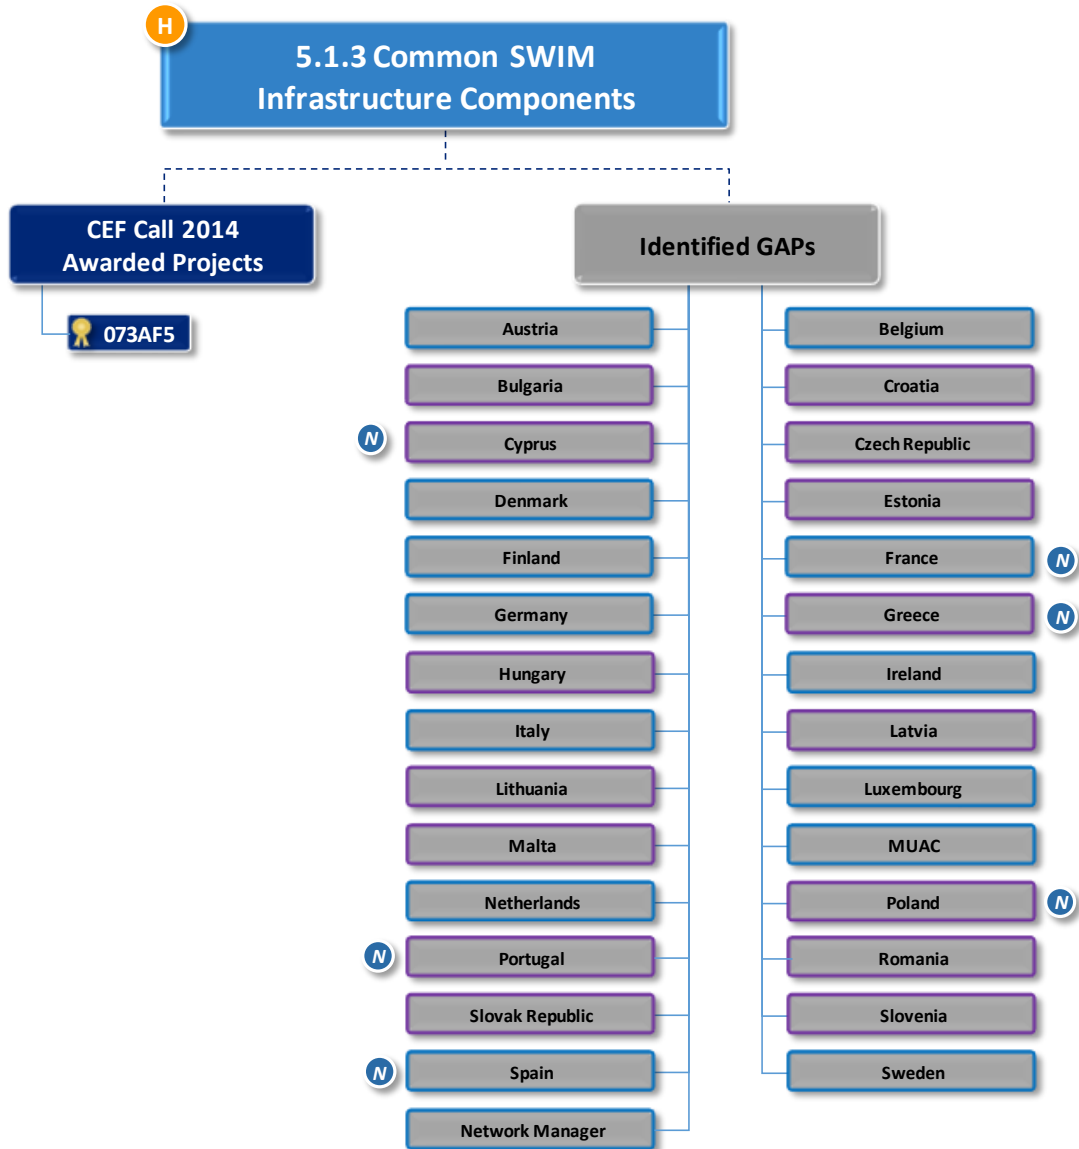 H
5.1.3 Common SWIM
Infrastructure Components
CEF Call 2014
Awarded Projects
073AF5
Identified GAPs
Austria
Belgium
Bulgaria
Croatia
N
Cyprus
Czech Republic
Denmark
Estonia
Finland
France
N
Germany
Greece
N
Hungary
Ireland
Italy
Latvia
Lithuania
Luxembourg
Malta
MUAC
Netherlands
Poland
N
N
Portugal
Romania
Slovak Republic
Slovenia
N
Spain
Sweden
Network Manager